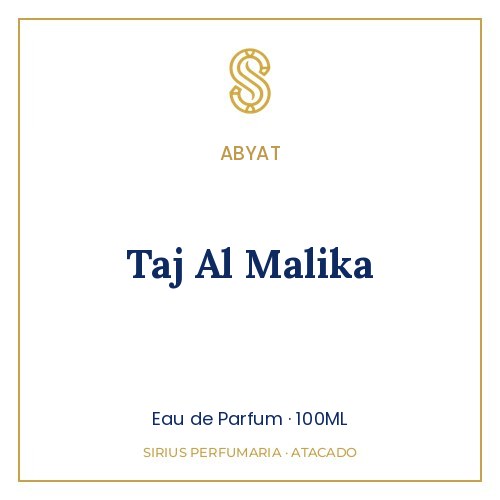 ABYAT
Taj Al Malika
Eau de Parfum · 100ML
SIRIUS PERFUMARIA · ATACADO